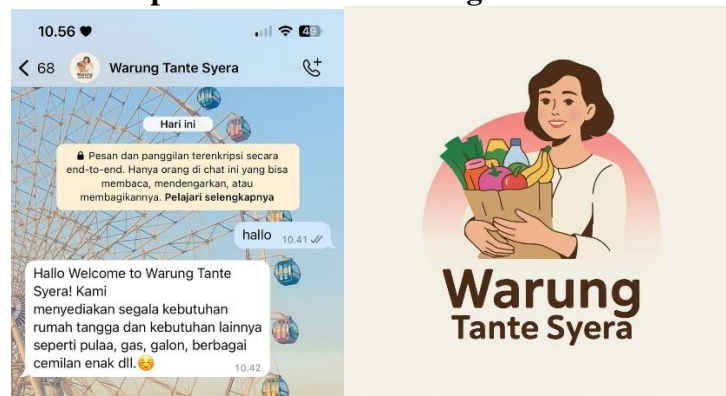 10.56
49
68
Warung Tante Syera
Hari ini
Pesan dan panggilan terenkripsi secara
end-to-end. Hanya orang di chat ini yang bisa
membaca, mendengarkan, atau
membagikannya. Pelajari selengkapnya
hallo 10.41
Hallo Welcome to Warung Tante
Syera! Kami
menyediakan segala kebutuhan
rumah tangga dan kebutuhan lainnya
seperti pulaa, gas, galon, berbagai
cemilan enak dll.
10.42
Warung
Tante Syera